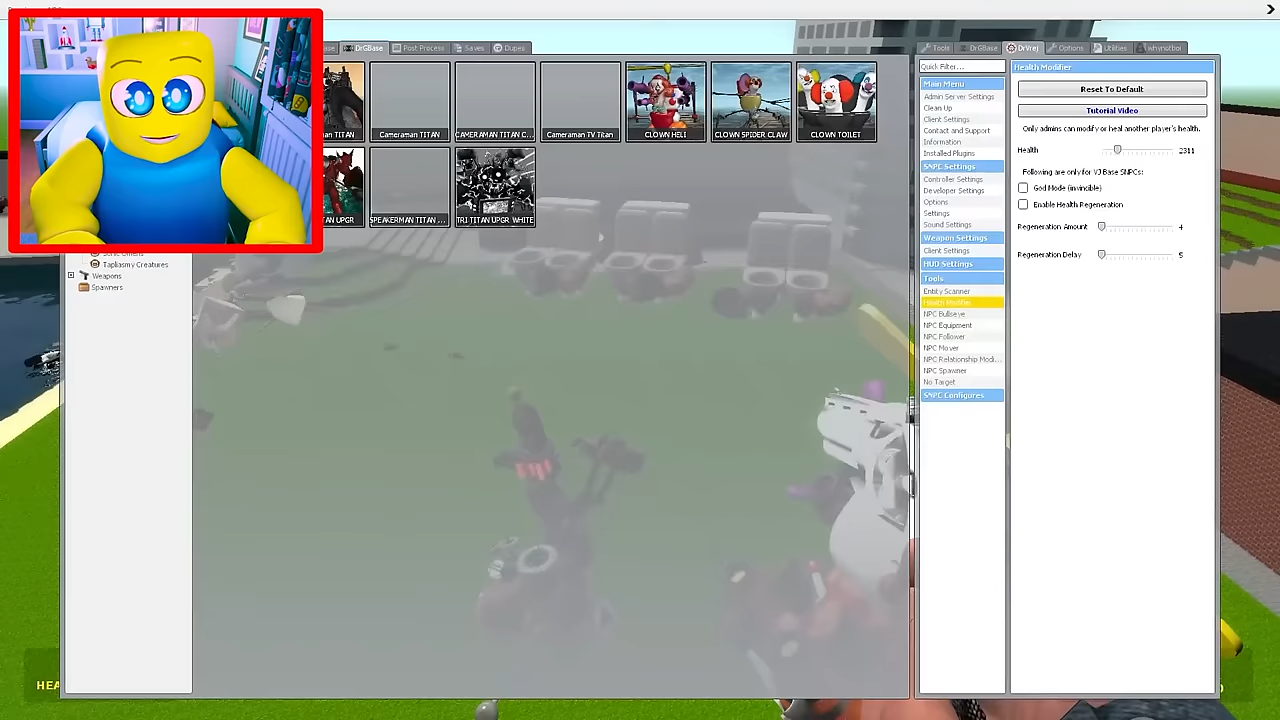 DrGBase
Post Process
Saves
Dupes
Tools
DrGBase
DrVrej
Options
Utilities
whynotboi
Cameraman TITAN
CAMERAMAN TITAN C...
Cameraman TV Titan
CLOWN HELI
CLOWN SPIDER CLAW
CLOWN TOILET
SPEAKERMAN TITAN ...
TRI TITAN UPGR WHITE
Tapliasmy Creatures
Weapons
Spawners
Quick Filter...
Main Menu
Admin Server Settings
Clean Up
Client Settings
Contact and Support
Information
Installed Plugins
SNPC Settings
Controller Settings
Developer Settings
Options
Settings
Sound Settings
Weapon Settings
Client Settings
HUD Settings
Tools
Entity Scanner
Health Modifier
NPC Bullseye
NPC Equipment
NPC Follower
NPC Mover
NPC Relationship Modi...
NPC Spawner
No Target
SNPC Configures
Health Modifier
Reset To Default
Tutorial Video
Only admins can modify or heal another player's health.
Health 2311
Following are only for VJ Base SNPCs:
God Mode (invincible)
Enable Health Regeneration
Regeneration Amount 4
Regeneration Delay 5
HEA